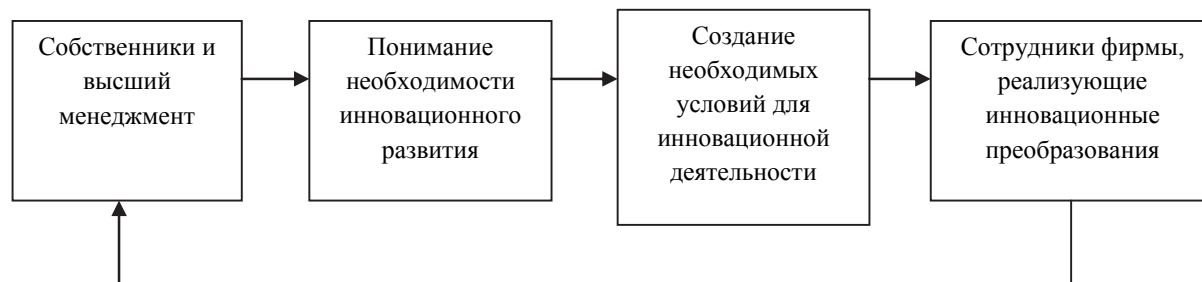 Собственники и
высший
менеджмент
Понимание
необходимости
инновационного
развития
Создание
необходимых
условий для
инновационной
деятельности
Сотрудники фирмы,
реализующие
инновационные
преобразования